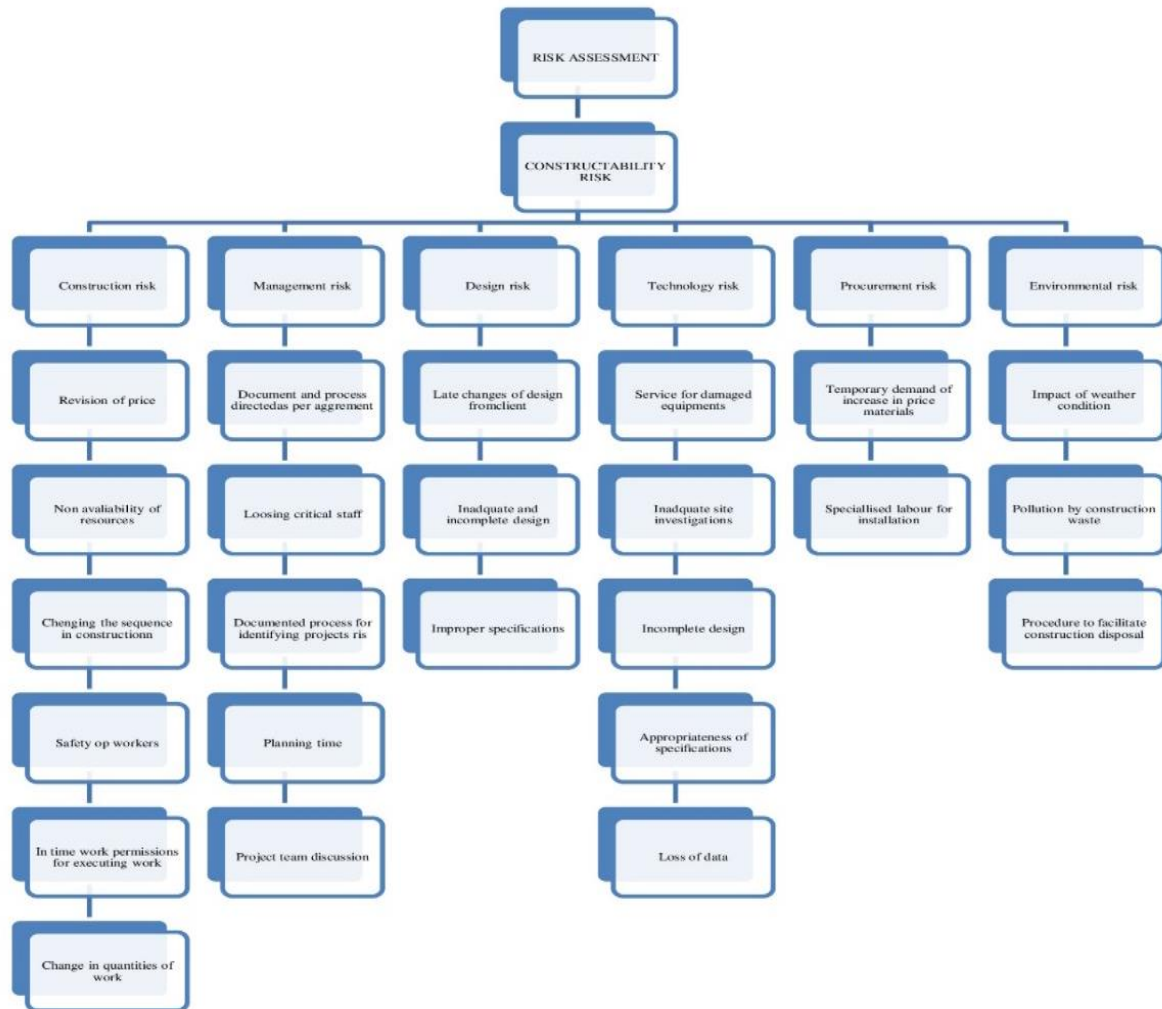 RISK ASSESSMENT
CONSTRUCTABILITY
RISK
Construction risk
Management risk
Design risk
Technology risk
Procurement risk
Environmental risk
Revision of price
Document and process
directedas per aggrement
Late changes of design
fromclient
Service for damaged
equipments
Temporary demand of
increase in price
materials
Impact of weather
condition
Non avaliability of
resources
Loosing critical staff
Inadquate and
incomplete design
Inadquate site
investigations
Speciallised labour for
installation
Pollution by construction
waste
Chenging the sequence
in constructionn
Documented process for
identifying projects ris
Improper specifications
Incomplete design
Procedure to facilitate
construction disposal
Safety op workers
Planning time
Appropriateness of
specifications
In time work permissions
for executing work
Project team discussion
Loss of data
Change in quantities of
work